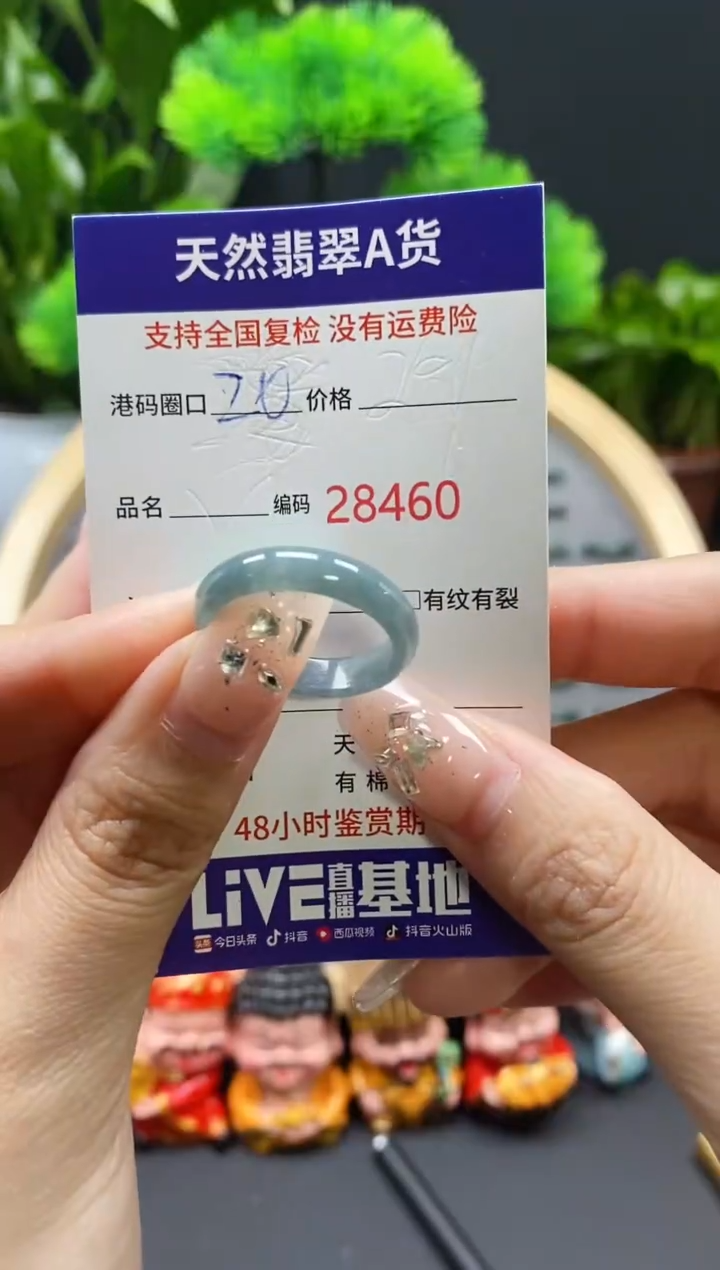 天然翡翠A货
支持全国复检 没有运费险
港码圈口 20 价格
品名 编码 28460
□有纹有裂
天
有棉
48小时鉴赏期
LiVE直播基地
头条 今日头条 抖音 西瓜视频 抖音火山版